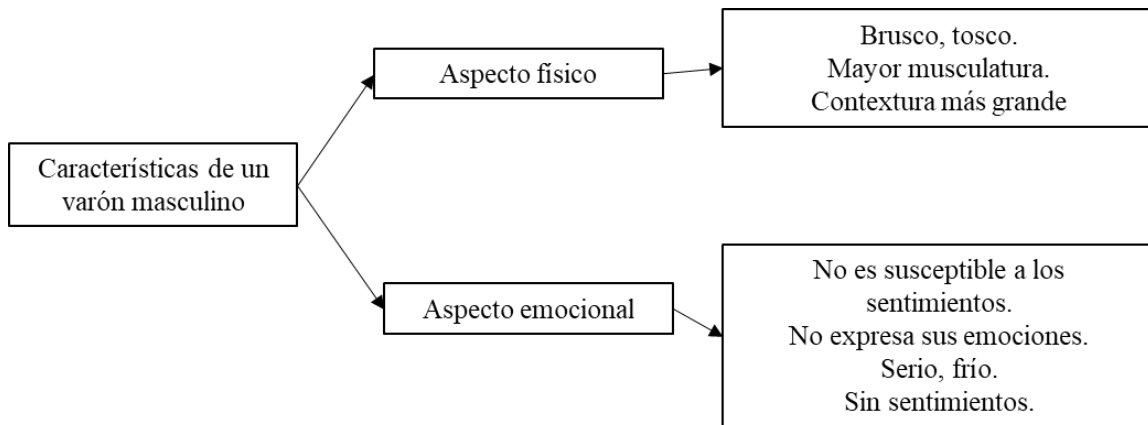 Característicás de un
varón masculino
Aspecto físico
Brusco, tosco.
Mayor musculatura.
Contextura más grande
Aspecto emocional
No es susceptible a los
sentimientos.
No expresa sus emociones.
Serio, frío.
Sin sentimientos.